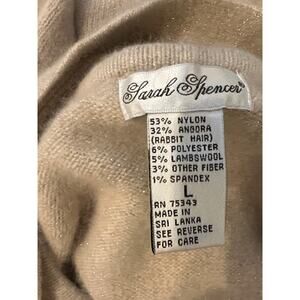 Sarah Spencer®
53% NYLON
32% ANGORA
(RABBIT HAIR)
6% POLYESTER
5% LAMBSWOOL
3% OTHER FIBER
1% SPANDEX
L
RN 75343
MADE IN
SRI LANKA
SEE REVERSE
FOR CARE